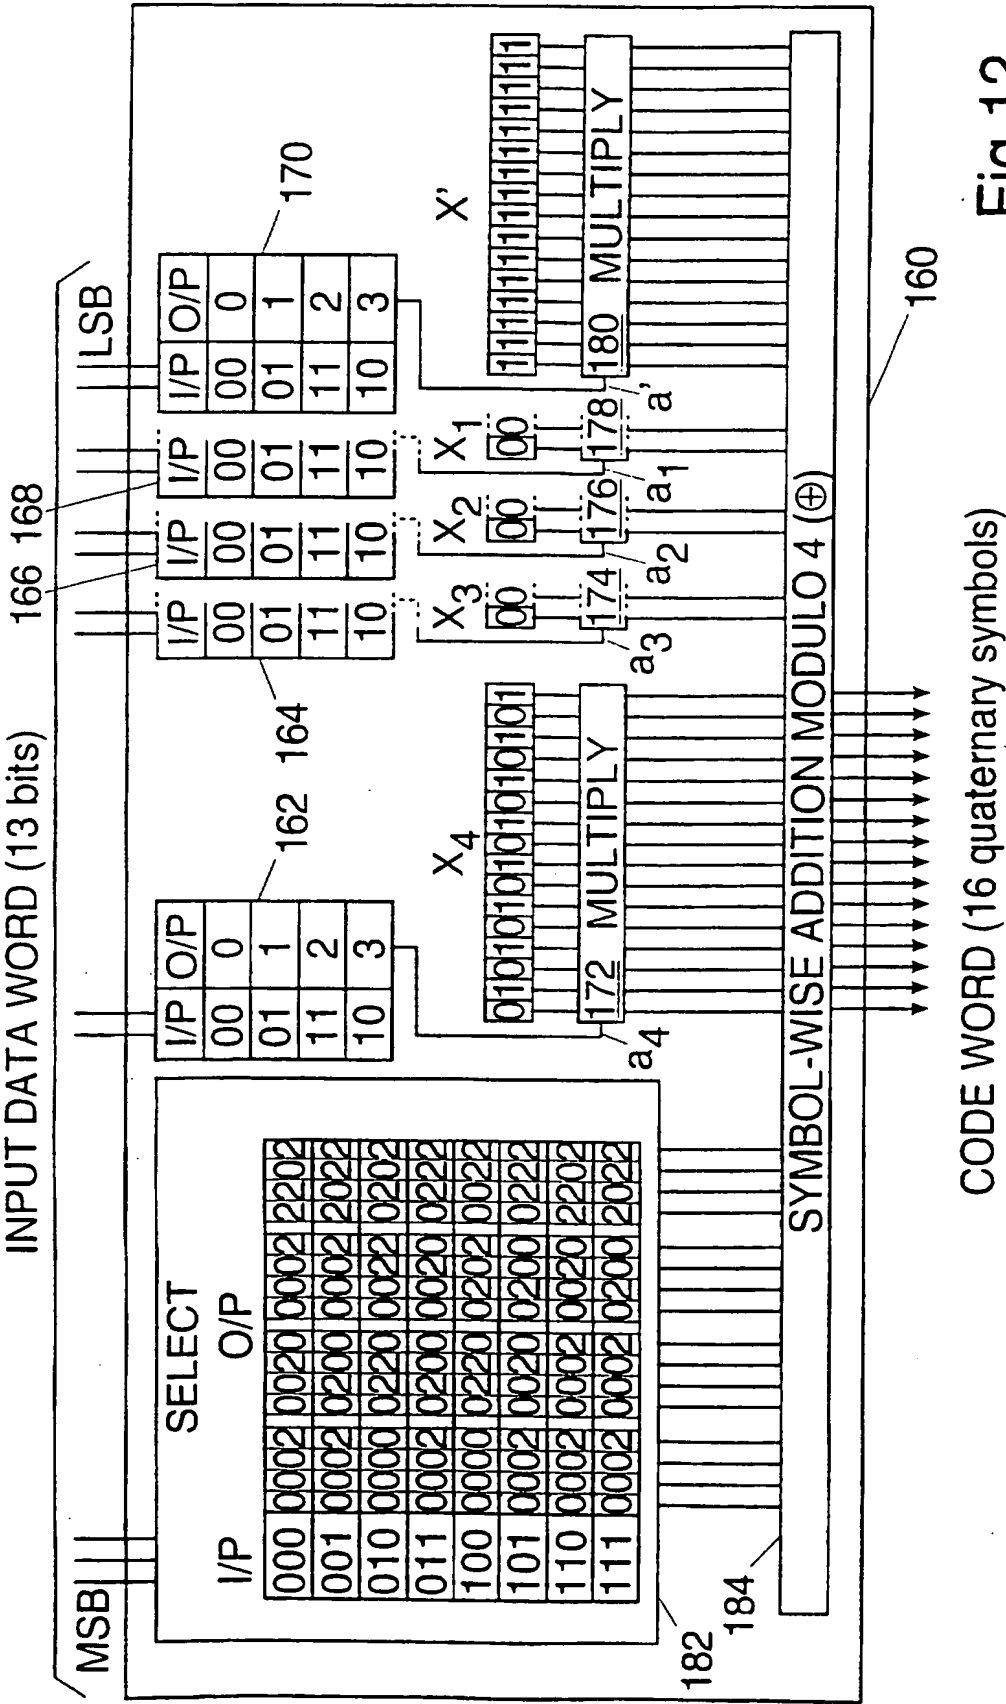 INPUT DATA WORD (13 bits)
MSB
166 168
LSB
SELECT
I/P O/P
000 0002 0020 0002 2202
001 0002 0200 0002 2022
010 0000 0220 0022 0202
011 0002 0200 0020 0222
100 0000 0220 0202 0022
101 0002 0020 0200 0222
110 0002 0002 0020 2202
111 0002 0002 0200 2022
182
184
I/P O/P
00 0
01 1
11 2
10 3
162
164
I/P
00
01
11
10
I/P
00
01
11
10
I/P
00
01
11
10
I/P O/P
00 0
01 1
11 2
10 3
170
X4
0101010101010101
172 MULTIPLY
a4
X3
00
174
a3
X2
00
176
a2
X1
00
178
a1
X'
1111111111111111
180 MULTIPLY
a'
SYMBOL-WISE ADDITION MODULO 4 (⊕)
160
CODE WORD (16 quaternary symbols)
Fig.12